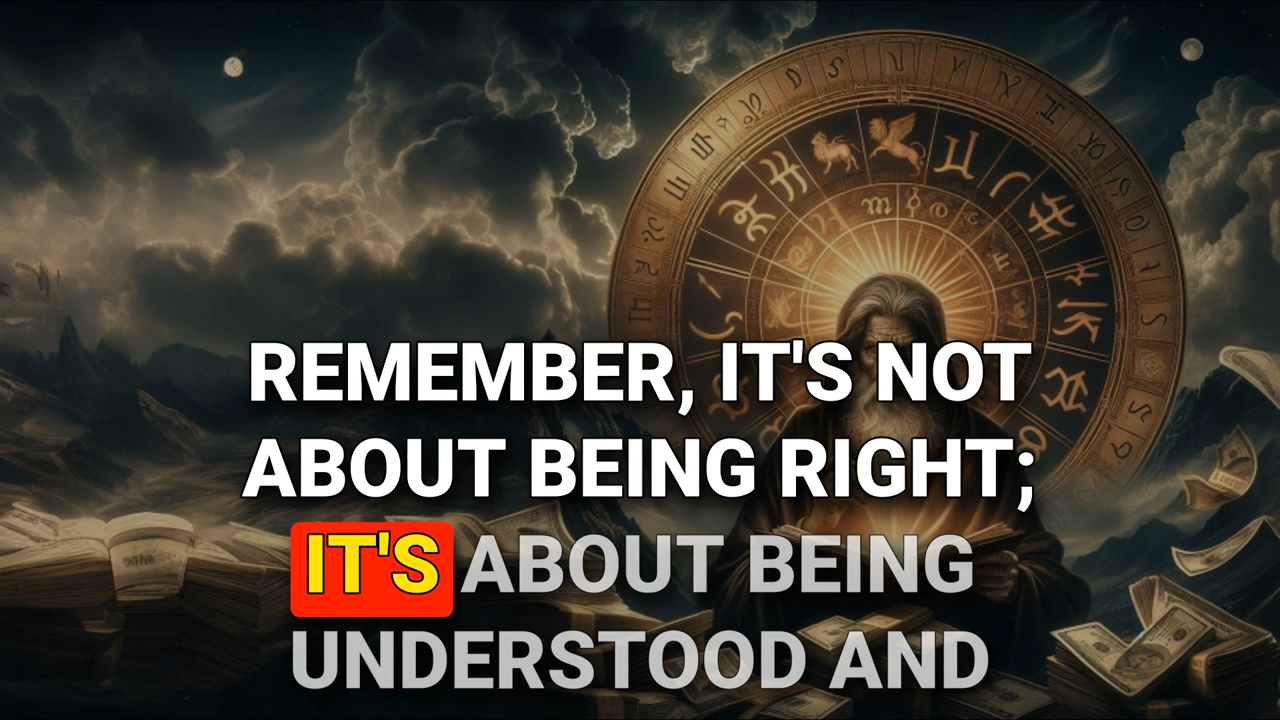 REMEMBER, IT'S NOT
ABOUT BEING RIGHT;
IT'S ABOUT BEING
UNDERSTOOD AND